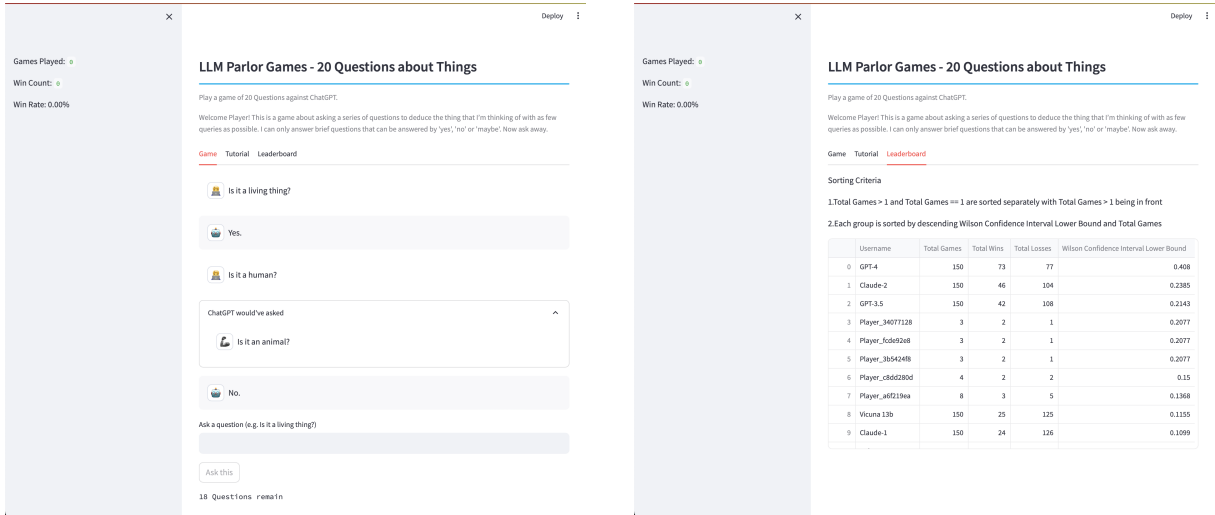 Deploy
Games Played: 0
Win Count: 0
Win Rate: 0.00%
LLM Parlor Games - 20 Questions about Things
Play a game of 20 Questions against ChatGPT.
Welcome Player! This is a game about asking a series of questions to deduce the thing that I'm thinking of with as few
queries as possible. I can only answer brief questions that can be answered by 'yes', 'no' or 'maybe'. Now ask away.
Game Tutorial Leaderboard
Is it a living thing?
Yes.
Is it a human?
ChatGPT would've asked
Is it an animal?
No.
Ask a question (e.g. Is it a living thing?)
Ask this
18 Questions remain
Deploy
Games Played: 0
Win Count: 0
Win Rate: 0.00%
LLM Parlor Games - 20 Questions about Things
Play a game of 20 Questions against ChatGPT.
Welcome Player! This is a game about asking a series of questions to deduce the thing that I'm thinking of with as few
queries as possible. I can only answer brief questions that can be answered by 'yes', 'no' or 'maybe'. Now ask away.
Game Tutorial Leaderboard
Sorting Criteria
1.Total Games > 1 and Total Games == 1 are sorted separately with Total Games > 1 being in front
2.Each group is sorted by descending Wilson Confidence Interval Lower Bound and Total Games
Username Total Games Total Wins Total Losses Wilson Confidence Interval Lower Bound
0 GPT-4 150 73 77 0.408
1 Claude-2 150 46 104 0.2385
2 GPT-3.5 150 42 108 0.2143
3 Player_34077128 3 2 1 0.2077
4 Player_fcde92e8 3 2 1 0.2077
5 Player_3b5424f8 3 2 1 0.2077
6 Player_c8dd280d 4 2 2 0.15
7 Player_a6f219ea 8 3 5 0.1368
8 Vicuna 13b 150 25 125 0.1155
9 Claude-1 150 24 126 0.1099